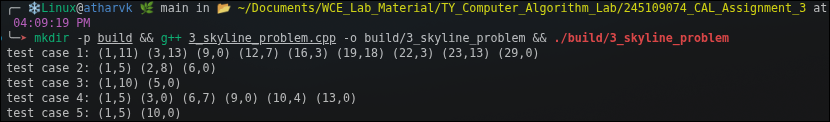 ❄️Linux@atharvk 🌿 main in 📂 ~/Documents/WCE_Lab_Material/TY_Computer_Algorithm_Lab/245109074_CAL_Assignment_3 at
04:09:19 PM
mkdir -p build && g++ 3_skyline_problem.cpp -o build/3_skyline_problem && ./build/3_skyline_problem
test case 1: (1,11) (3,13) (9,0) (12,7) (16,3) (19,18) (22,3) (23,13) (29,0)
test case 2: (1,5) (2,8) (6,0)
test case 3: (1,10) (5,0)
test case 4: (1,5) (3,0) (6,7) (9,0) (10,4) (13,0)
test case 5: (1,5) (10,0)